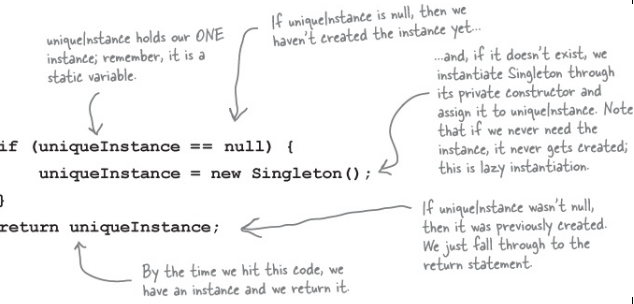 If uniqueInstance is null, then we
haven't created the instance yet...
uniqueInstance holds our ONE
instance; remember, it is a
static variable.
...and, if it doesn't exist, we
instantiate Singleton through
its private constructor and
assign it to uniqueInstance. Note
that if we never need the
instance, it never gets created;
this is lazy instantiation.
if (uniqueInstance == null) {
uniqueInstance = new Singleton();
}
return uniqueInstance;
If uniqueInstance wasn't null,
then it was previously created.
We just fall through to the
return statement.
By the time we hit this code, we
have an instance and we return it.